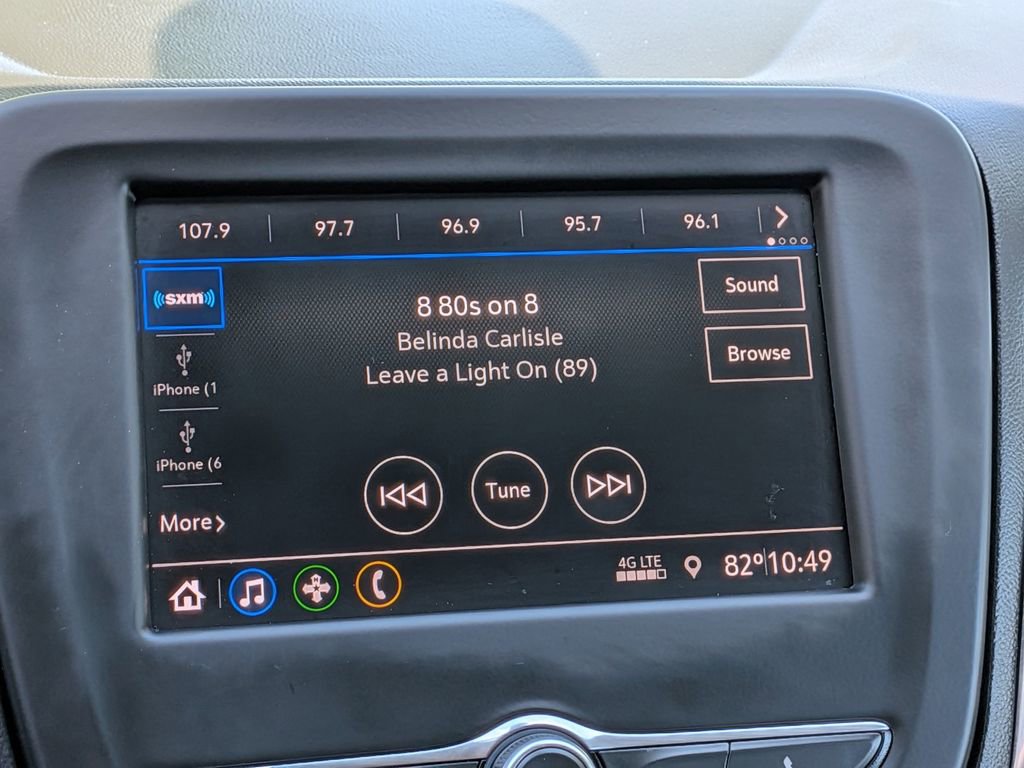 107.9 97.7 96.9 95.7 96.1
sxm
8 80s on 8
Belinda Carlisle
Leave a Light On (89)
Sound
Browse
iPhone (1
iPhone (6
More
Tune
4G LTE
82° 10:49